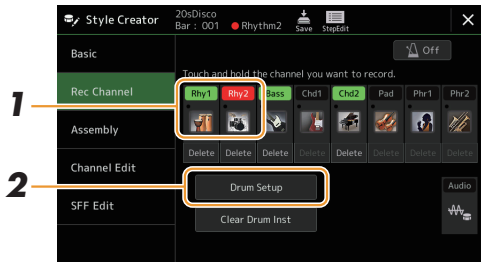 Style Creator
20sDisco
Bar : 001 Rhythm2
Save StepEdit
Basic
Off
Touch and hold the channel you want to record.
Rec Channel
Rhy1 Rhy2 Bass Chd1 Chd2 Pad Phr1 Phr2
1
Assembly
Delete Delete Delete Delete Delete Delete Delete Delete
Channel Edit
2
Drum Setup
Audio
SFF Edit
Clear Drum Inst